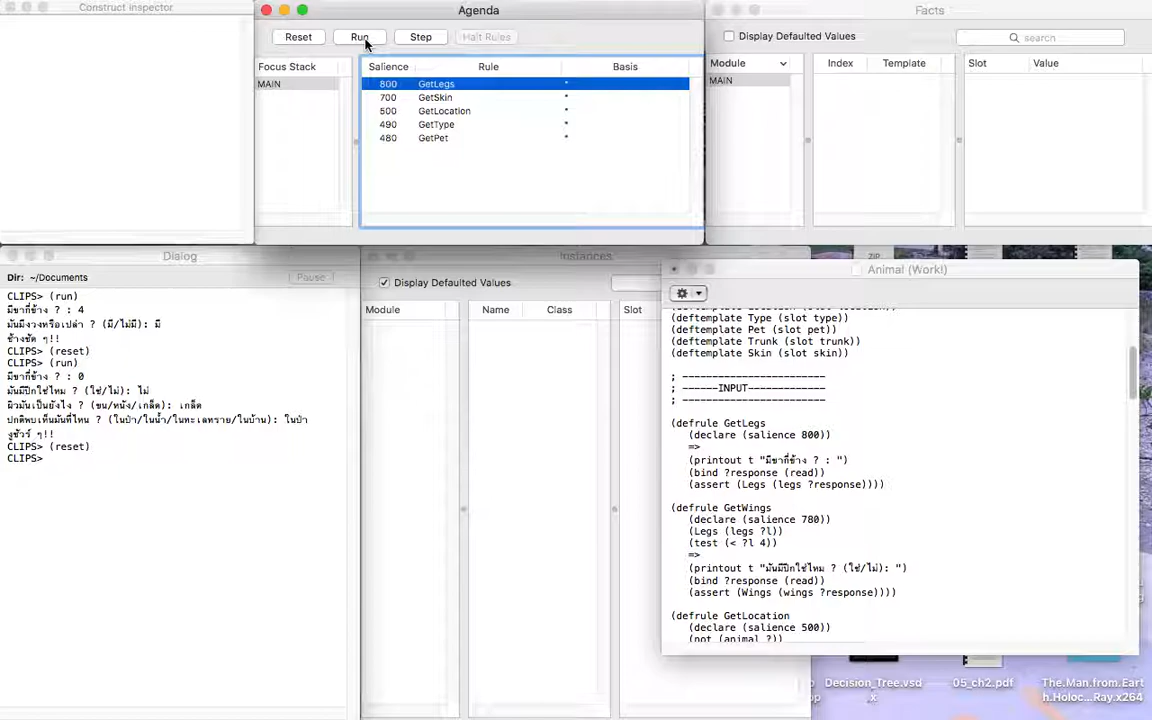 Construct Inspector
Agenda
Facts
Reset
Run
Step
Halt Rules
Display Defaulted Values
search
Focus Stack
Salience
Rule
Basis
Module
Index
Template
Slot
Value
MAIN
800 GetLegs *
MAIN
700 GetSkin *
500 GetLocation *
490 GetType *
480 GetPet *
Dialog
Instances
Animal (Work!)
Dir: ~/Documents
Pause
Display Defaulted Values
Module
Name
Class
Slot
CLIPS> (run)
มีขากี่ข้าง ? : 4
มันมีงวงหรือเปล่า ? (มี/ไม่มี): มี
ช้างชัด ๆ!!
CLIPS> (reset)
CLIPS> (run)
มีขากี่ข้าง ? : 0
มันมีปีกใช่ไหม ? (ใช่/ไม่): ไม่
ผิวมันเป็นยังไง ? (ขน/หนัง/เกล็ด): เกล็ด
ปกติพบเห็นมันที่ไหน ? (ในป่า/ในน้ำ/ในทะเลทราย/ในบ้าน): ในป่า
งูชัวร์ ๆ!!
CLIPS> (reset)
CLIPS>
(deftemplate Type (slot type))
(deftemplate Pet (slot pet))
(deftemplate Trunk (slot trunk))
(deftemplate Skin (slot skin))
; ------------------------
; ------INPUT-------------
; ------------------------
(defrule GetLegs
(declare (salience 800))
=>
(printout t "มีขากี่ข้าง ? : ")
(bind ?response (read))
(assert (Legs (legs ?response))))
(defrule GetWings
(declare (salience 780))
(Legs (legs ?l))
(test (< ?l 4))
=>
(printout t "มันมีปีกใช่ไหม ? (ใช่/ไม่): ")
(bind ?response (read))
(assert (Wings (wings ?response))))
(defrule GetLocation
(declare (salience 500))
(not (animal ?))
ZIP
Decision_Tree.vsd
x
05_ch2.pdf
The.Man.from.Eart
h.Holoc...Ray.x264